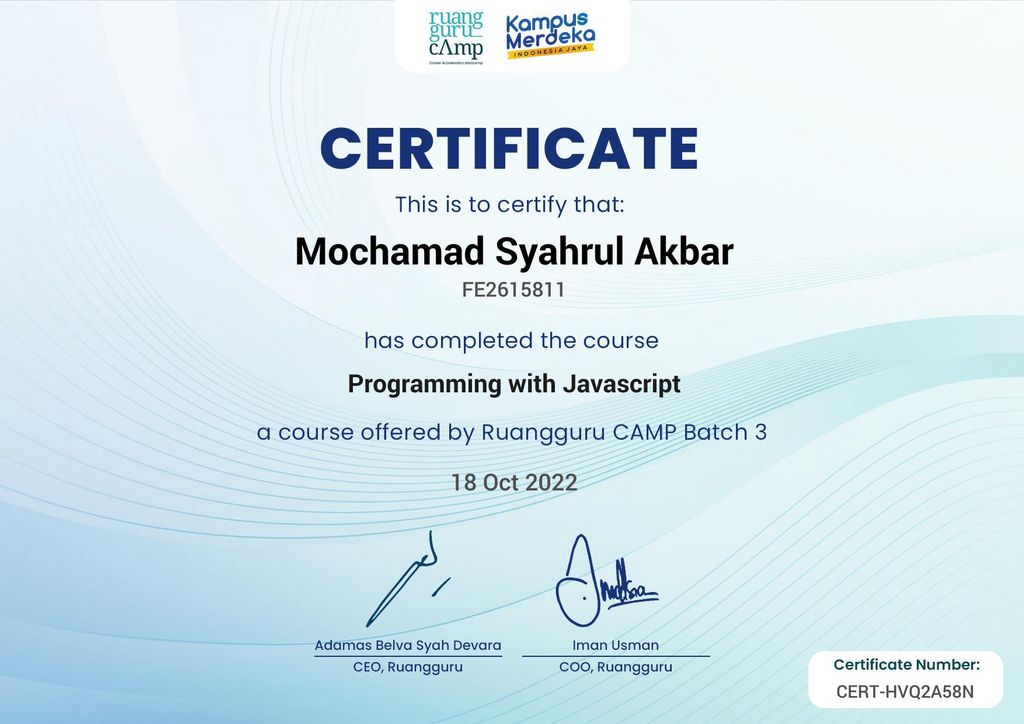 ruang
guru
cAmp
Career Acceleration Bootcamp
Kampus
Merdeka
INDONESIA JAYA
CERTIFICATE
This is to certify that:
Mochamad Syahrul Akbar
FE2615811
has completed the course
Programming with Javascript
a course offered by Ruangguru CAMP Batch 3
18 Oct 2022
Adamas Belva Syah Devara
CEO, Ruangguru
Iman Usman
COO, Ruangguru
Certificate Number:
CERT-HVQ2A58N